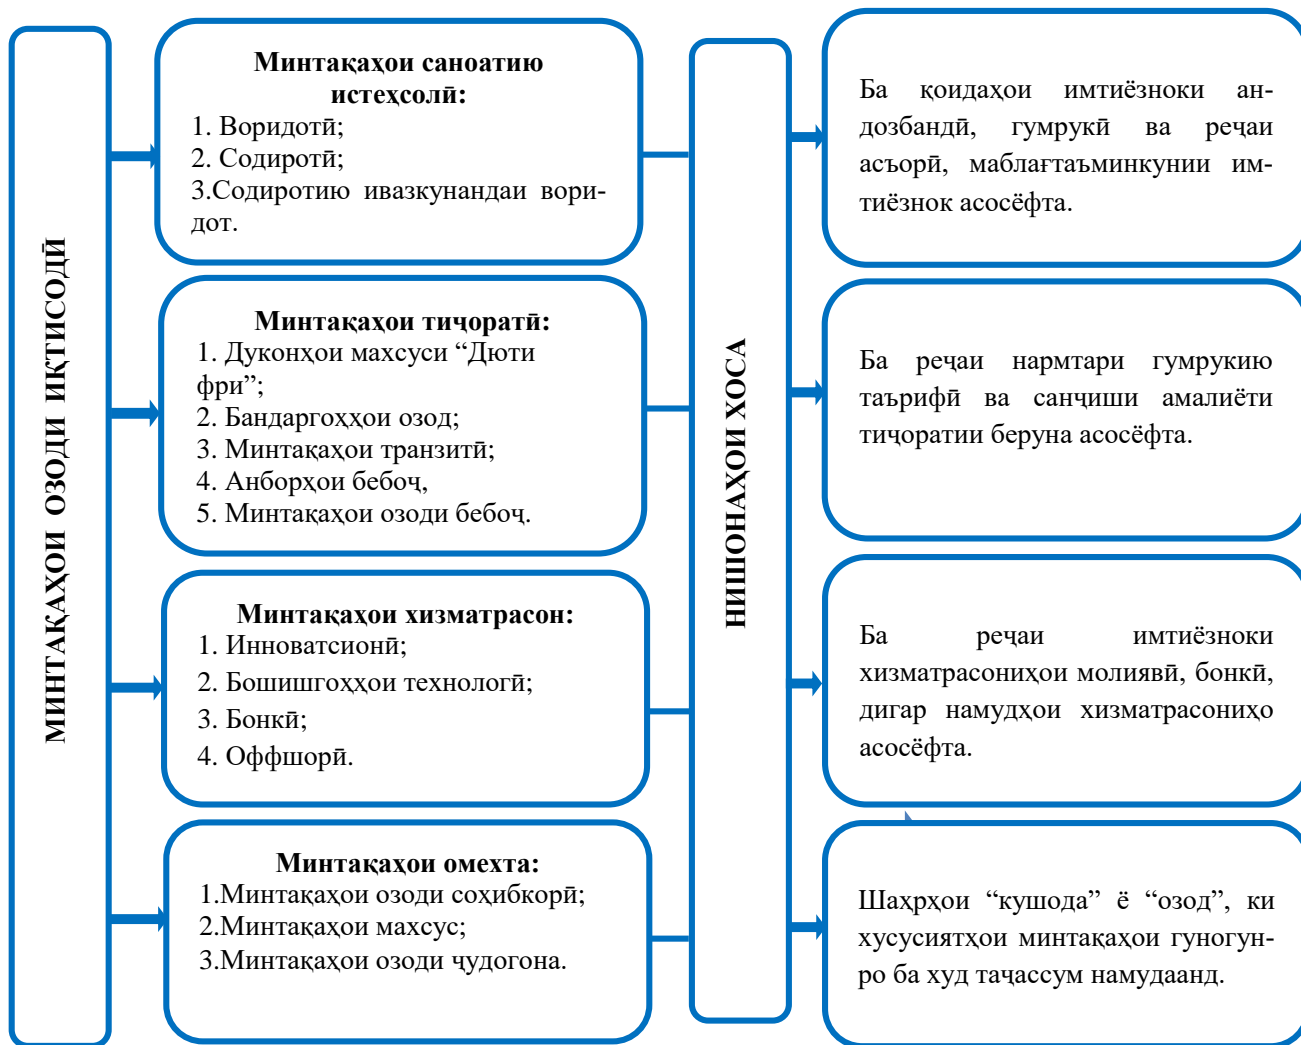 МИНТАҚАҲОИ ОЗОДИ ИҚТИСОДӢ
Минтақаҳои саноатию
истеҳсолӣ:
1. Воридотӣ;
2. Содиротӣ;
3.Содиротию ивазкунандаи вори-
дот.
Минтақаҳои тиҷоратӣ:
1. Дуконҳои махсуси “Дюти
фри”;
2. Бандаргоҳҳои озод;
3. Минтақаҳои транзитӣ;
4. Анборҳои бебоҷ,
5. Минтақаҳои озоди бебоҷ.
Минтақаҳои хизматрасон:
1. Инноватсионӣ;
2. Бошишгоҳҳои технологӣ;
3. Бонкӣ;
4. Оффшорӣ.
Минтақаҳои омехта:
1.Минтақаҳои озоди соҳибкорӣ;
2.Минтақаҳои махсус;
3.Минтақаҳои озоди ҷудогона.
НИШОНАҲОИ ХОСА
Ба қоидаҳои имтиёзноки ан-
дозбандӣ, гумрукӣ ва реҷаи
асъорӣ, маблағтаъминкунии им-
тиёзнок асосёфта.
Ба реҷаи нармтари гумрукию
таърифӣ ва санҷиши амалиёти
тиҷоратии беруна асосёфта.
Ба реҷаи имтиёзноки
хизматрасониҳои молиявӣ, бонкӣ,
дигар намудҳои хизматрасониҳо
асосёфта.
Шаҳрҳои “кушода” ё “озод”, ки
хусусиятҳои минтақаҳои гуногун-
ро ба худ таҷассум намудаанд.